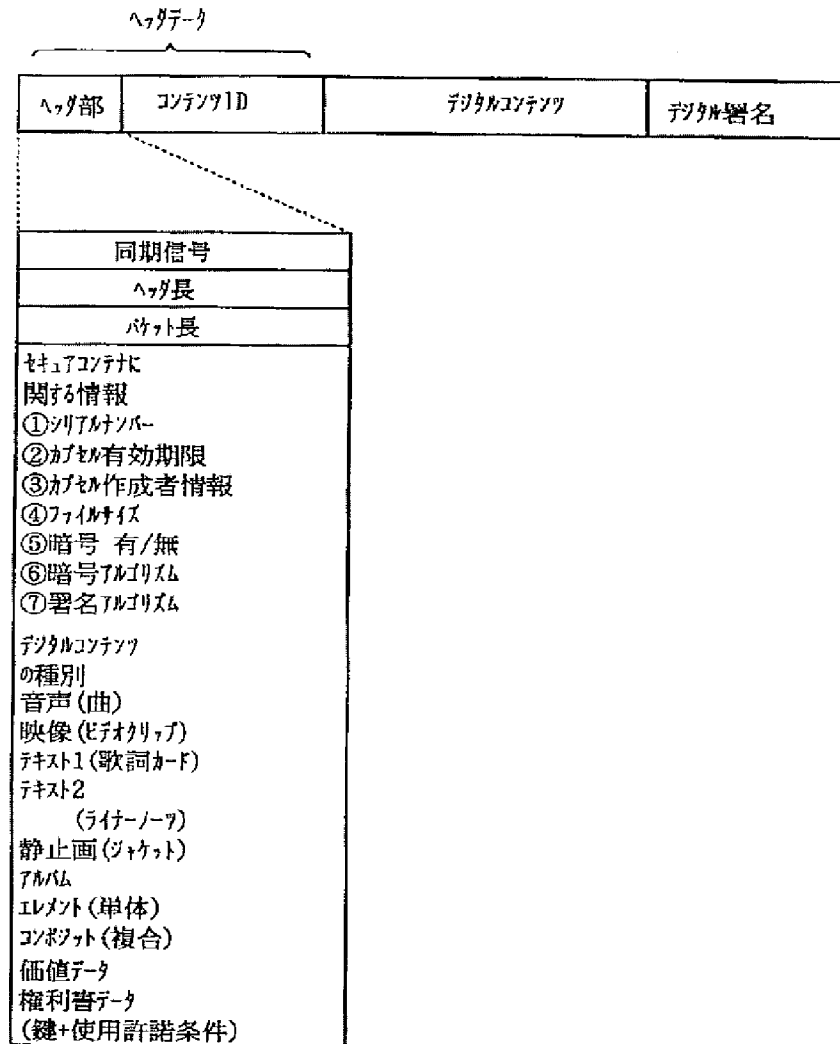 ﾍｯﾀﾞﾃﾞｰﾀ
ﾍｯﾀﾞ部 ｺﾝﾃﾝﾂID ﾃﾞｼﾞﾀﾙｺﾝﾃﾝﾂ ﾃﾞｼﾞﾀﾙ署名
同期信号
ﾍｯﾀﾞ長
ﾊﾟｹｯﾄ長
ｾｷｭｱｺﾝﾃﾅに
関する情報
①ｼﾘｱﾙﾅﾝﾊﾞｰ
②ｶﾌﾟｾﾙ有効期限
③ｶﾌﾟｾﾙ作成者情報
④ﾌｧｲﾙｻｲｽﾞ
⑤暗号 有/無
⑥暗号ｱﾙｺﾞﾘｽﾞﾑ
⑦署名ｱﾙｺﾞﾘｽﾞﾑ
ﾃﾞｼﾞﾀﾙｺﾝﾃﾝﾂ
の種別
音声(曲)
映像(ﾋﾞﾃﾞｵｸﾘｯﾌﾟ)
ﾃｷｽﾄ1(歌詞ｶｰﾄﾞ)
ﾃｷｽﾄ2
(ﾗｲﾅｰﾉｰﾂ)
静止画(ｼﾞｬｹｯﾄ)
ｱﾙﾊﾞﾑ
ｴﾚﾒﾝﾄ(単体)
ｺﾝﾎﾟｼﾞｯﾄ(複合)
価値ﾃﾞｰﾀ
権利書ﾃﾞｰﾀ
(鍵+使用許諾条件)